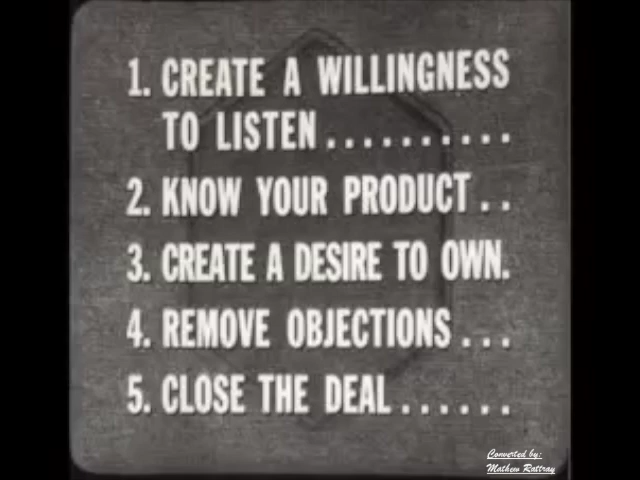 1. CREATE A WILLINGNESS
TO LISTEN..........
2. KNOW YOUR PRODUCT..
3. CREATE A DESIRE TO OWN.
4. REMOVE OBJECTIONS...
5. CLOSE THE DEAL......
Converted by:
Mathew Rattray